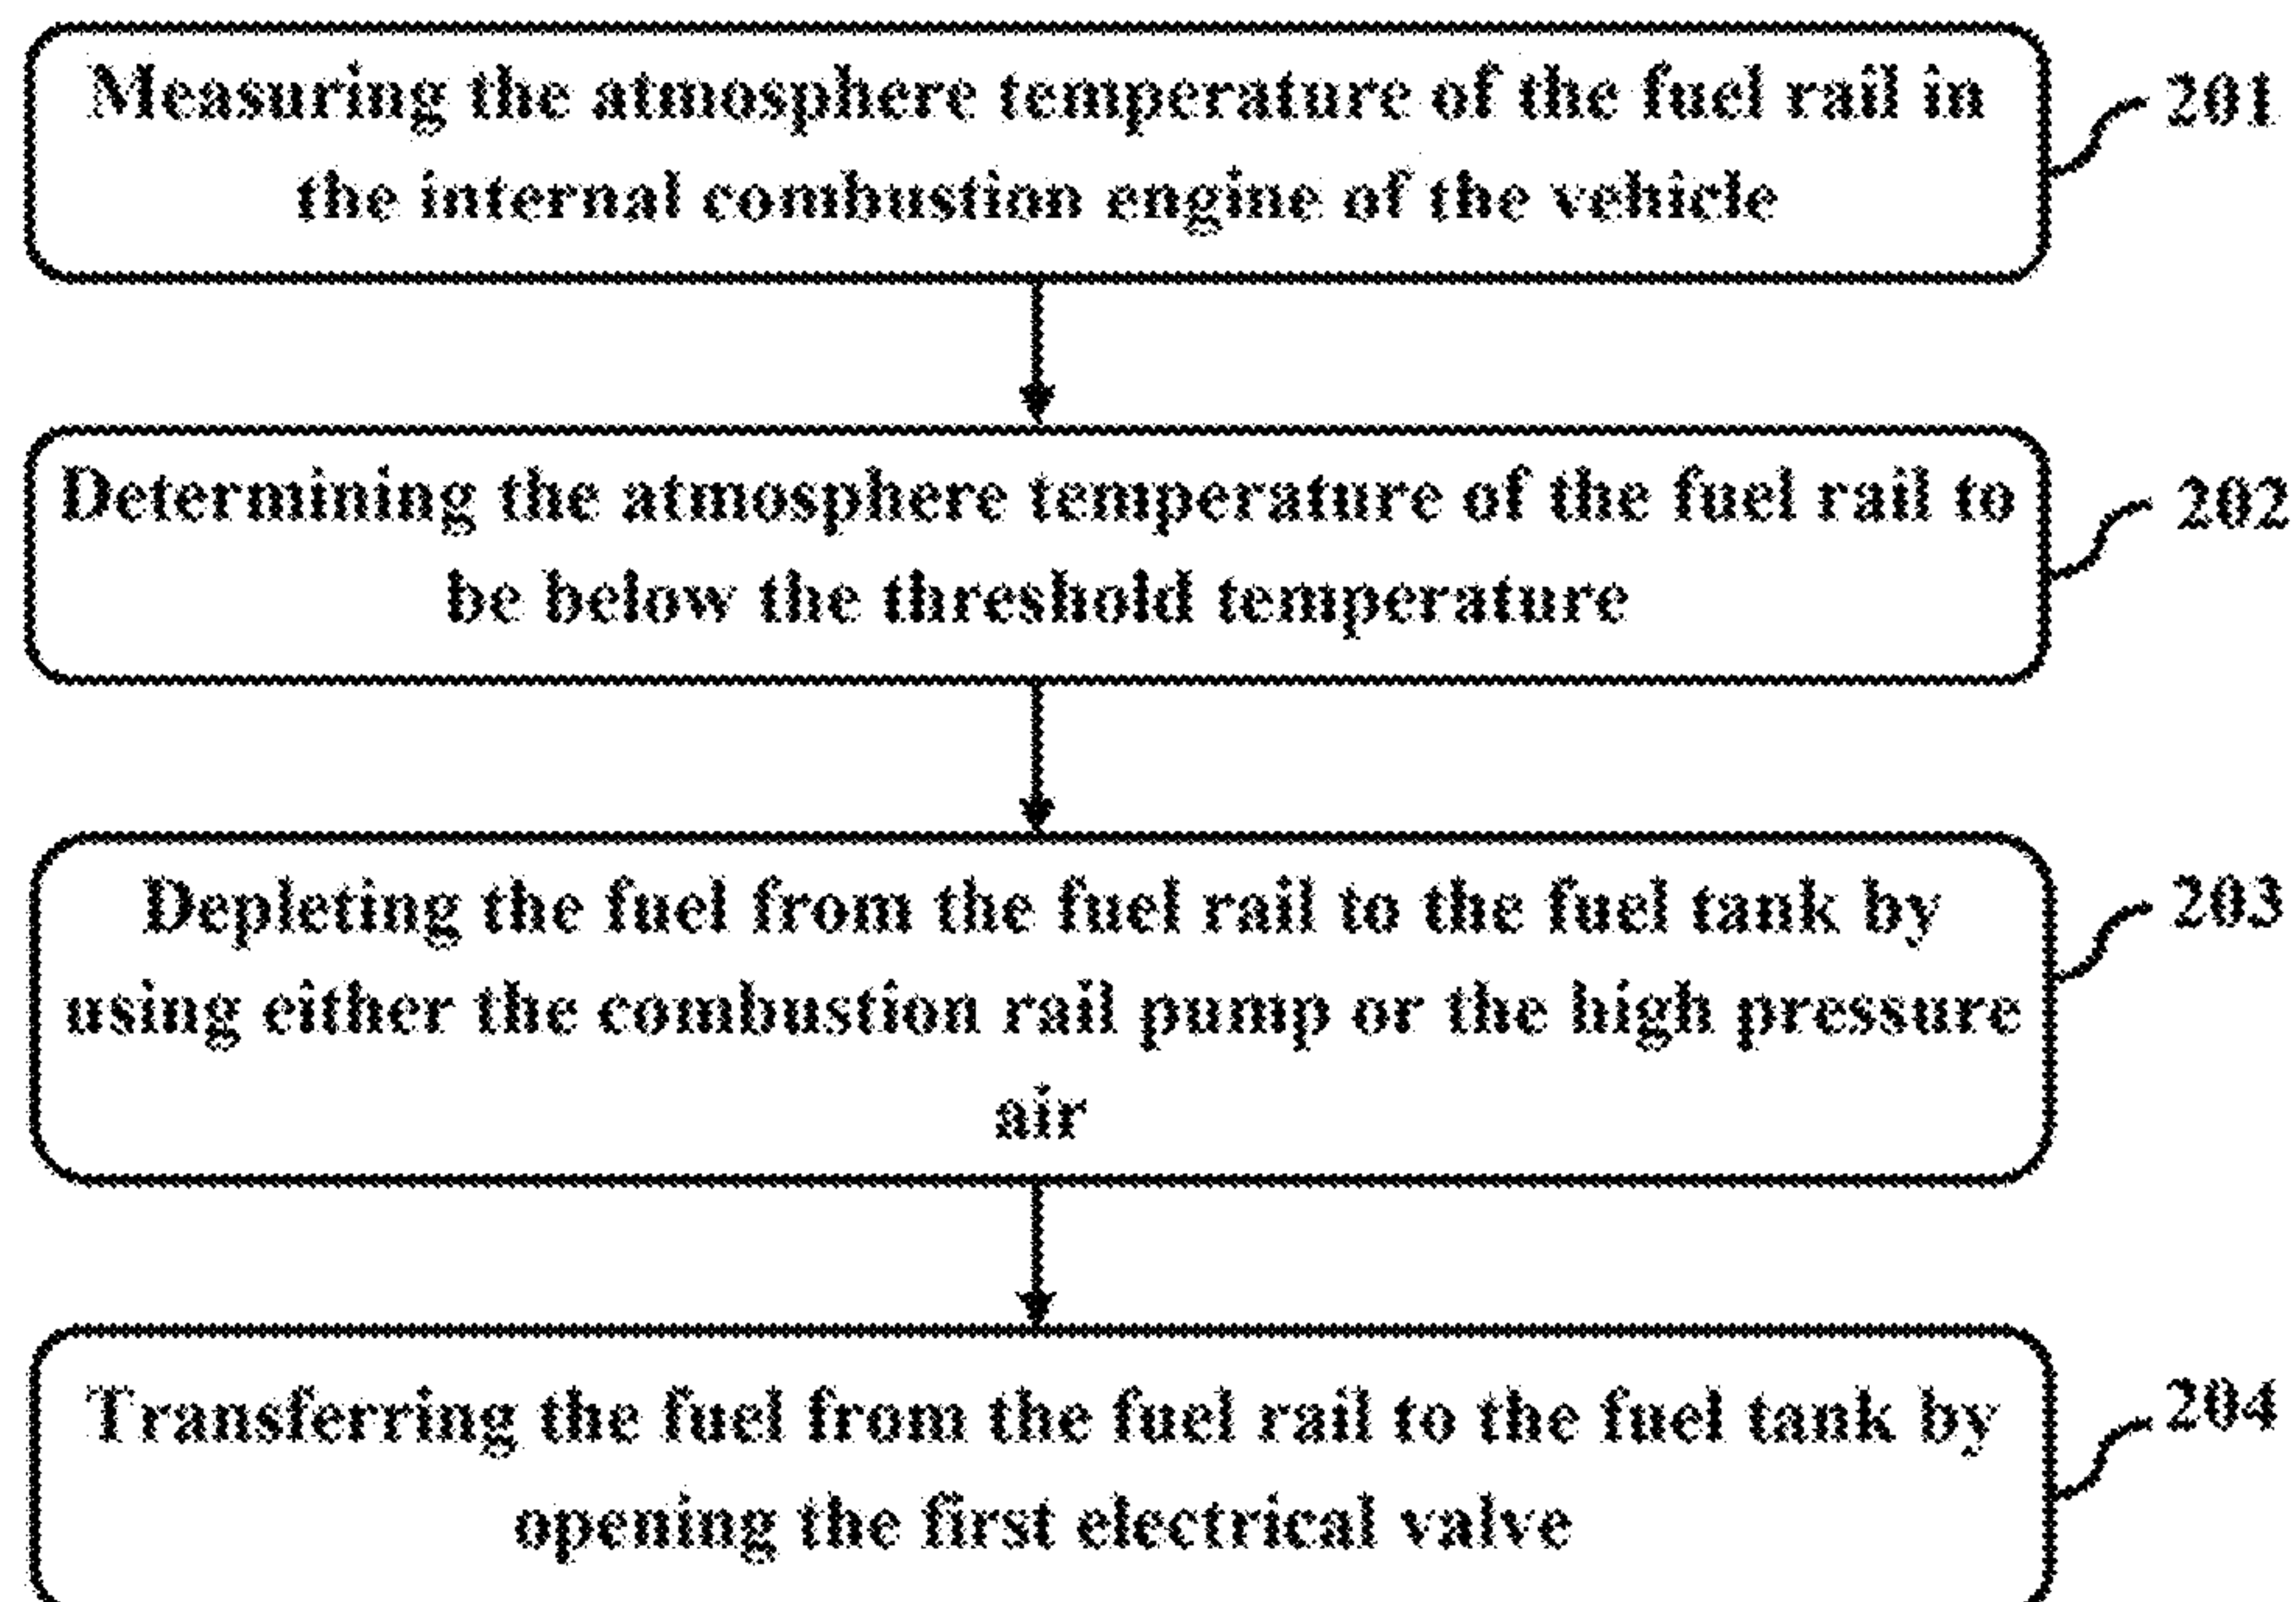 Measuring the atmosphere temperature of the fuel rail in
the internal combustion engine of the vehicle
201
Determining the atmosphere temperature of the fuel rail to
be below the threshold temperature
202
Depleting the fuel from the fuel rail to the fuel tank by
using either the combustion rail pump or the high pressure
air
203
Transferring the fuel from the fuel rail to the fuel tank by
opening the first electrical valve
204